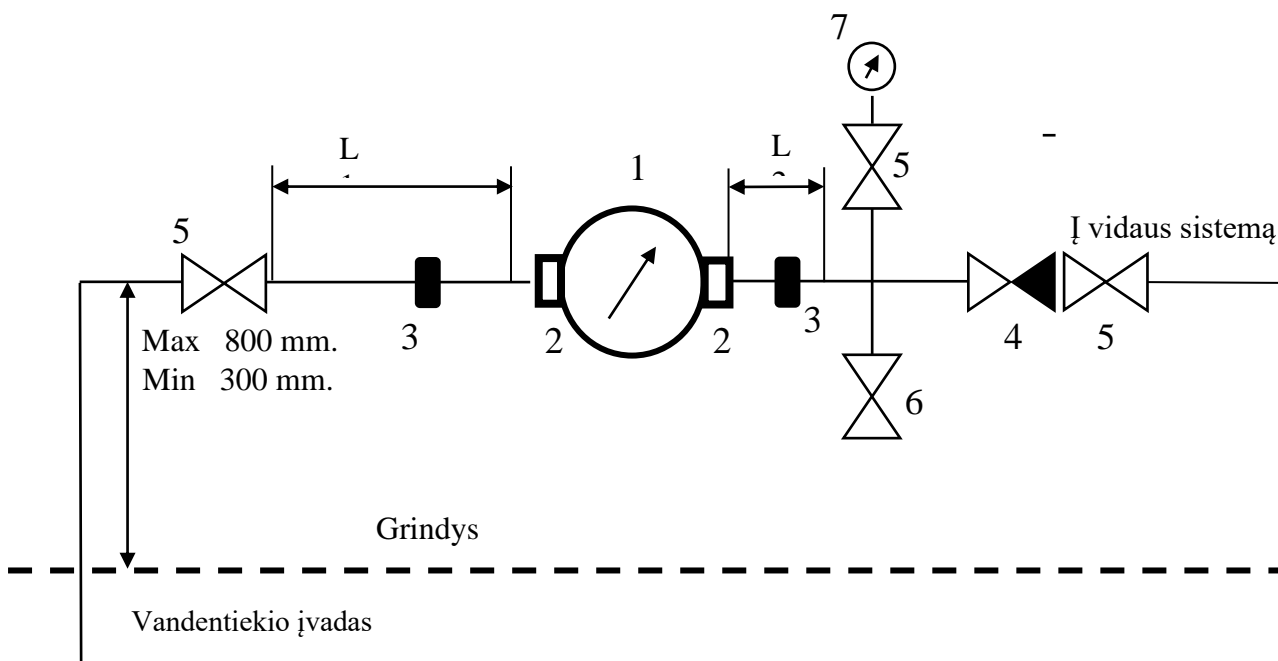 7
L
L
1
5
5
Į vidaus sistemą
3
2
2
3
4
5
Max 800 mm.
Min 300 mm.
6
Grindys
Vandentiekio įvadas